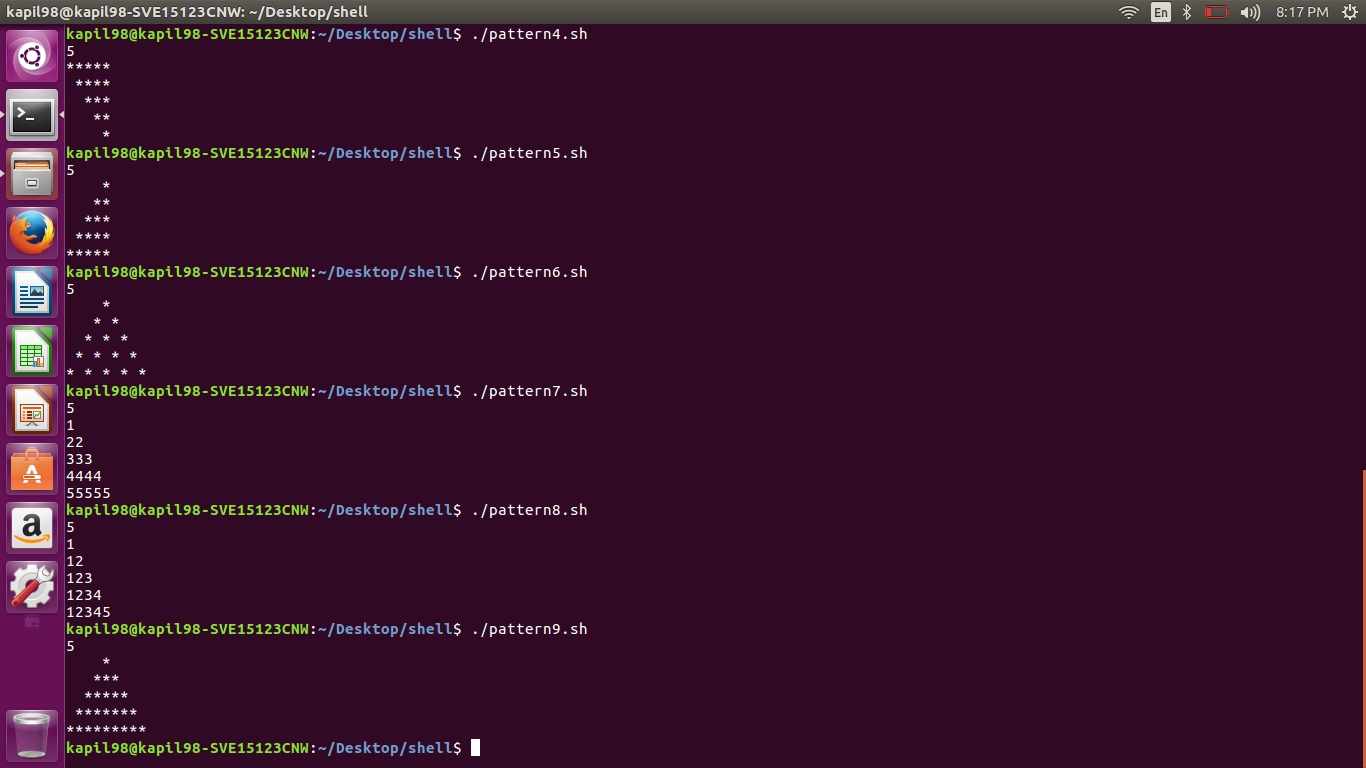 kapil98@kapil98-SVE15123CNW: ~/Desktop/shell
En
8:17 PM
kapil98@kapil98-SVE15123CNW:~/Desktop/shell$ ./pattern4.sh
5
*****
 ****
  ***
   **
    *
kapil98@kapil98-SVE15123CNW:~/Desktop/shell$ ./pattern5.sh
5
    *
   **
  ***
 ****
*****
kapil98@kapil98-SVE15123CNW:~/Desktop/shell$ ./pattern6.sh
5
    *
   * *
  * * *
 * * * *
* * * * *
kapil98@kapil98-SVE15123CNW:~/Desktop/shell$ ./pattern7.sh
5
1
22
333
4444
55555
kapil98@kapil98-SVE15123CNW:~/Desktop/shell$ ./pattern8.sh
5
1
12
123
1234
12345
kapil98@kapil98-SVE15123CNW:~/Desktop/shell$ ./pattern9.sh
5
    *
   ***
  *****
 *******
*********
kapil98@kapil98-SVE15123CNW:~/Desktop/shell$